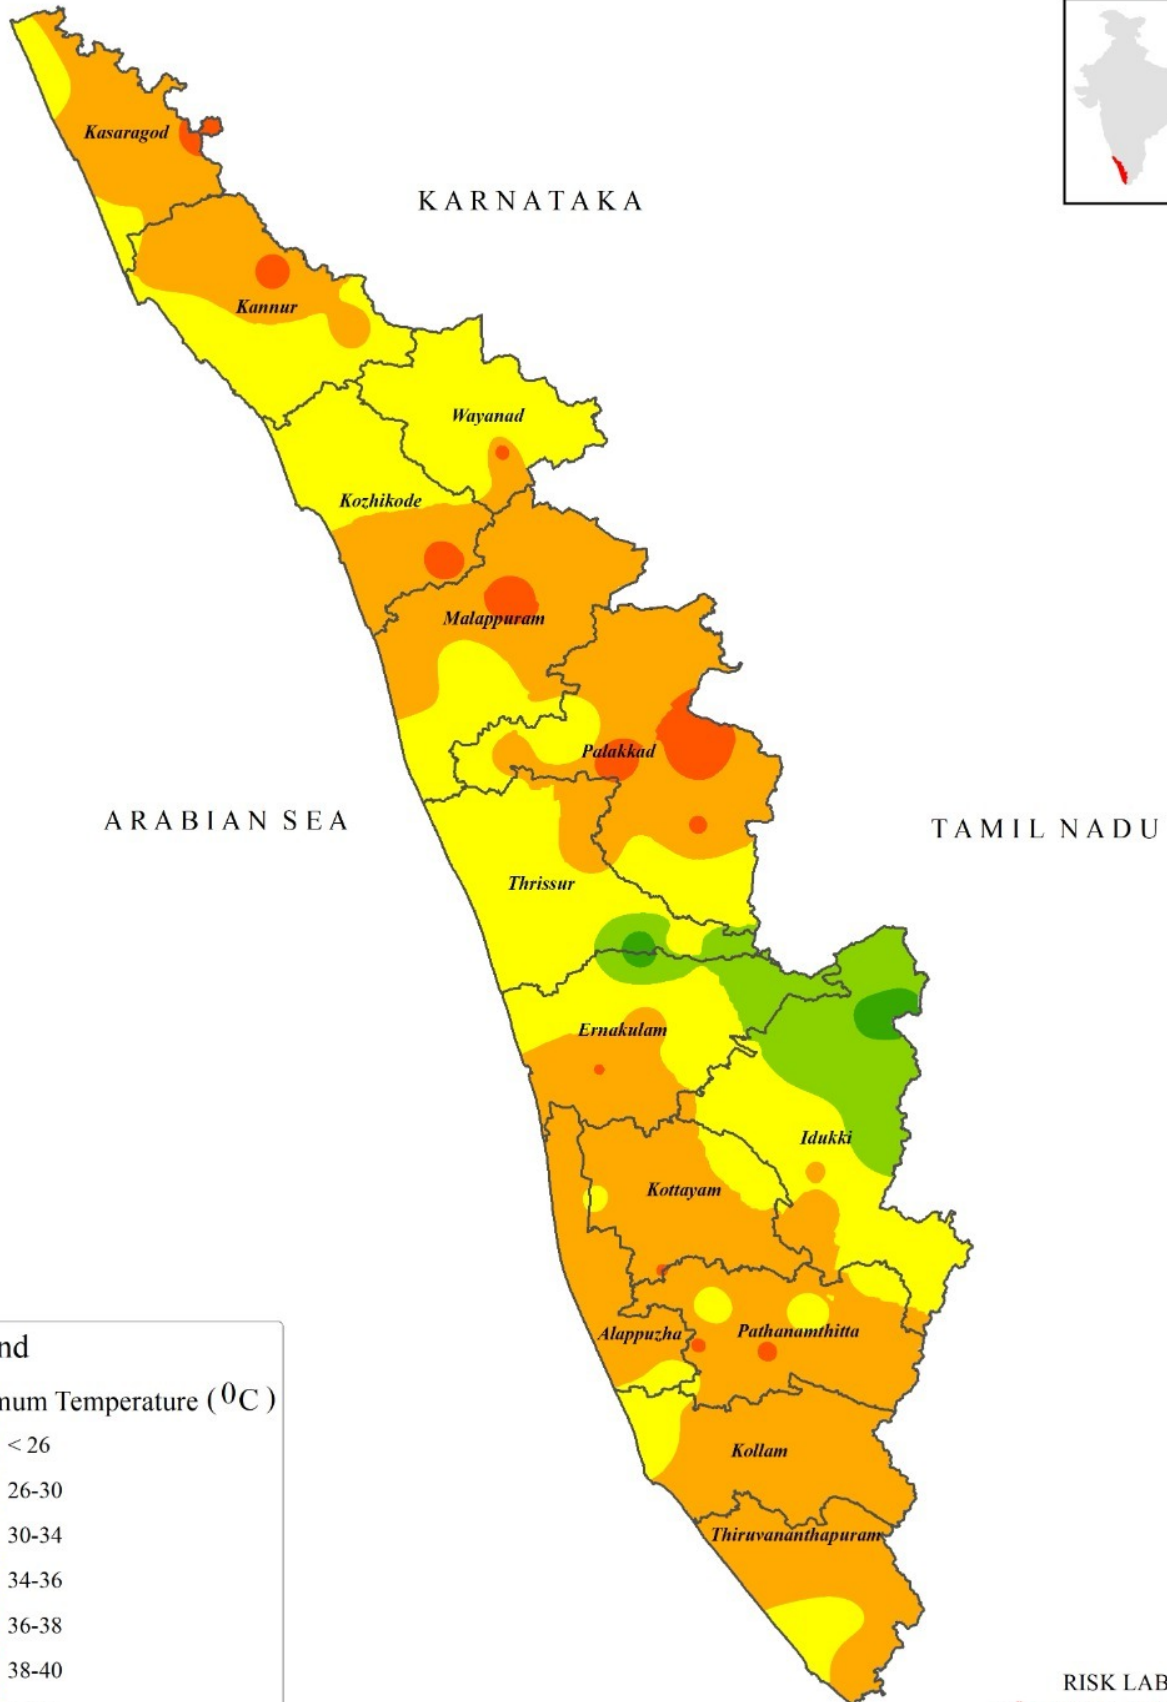 Kasaragod
KARNATAKA
Kannur
Wayanad
Kozhikode
Malappuram
Palakkad
ARABIAN SEA
TAMIL NADU
Thrissur
Ernakulam
Idukki
Kottayam
Alappuzha
Pathanamthitta
Kollam
Thiruvananthapuram
nd
mum Temperature (⁰C)
< 26
26-30
30-34
34-36
36-38
38-40
RISK LAB